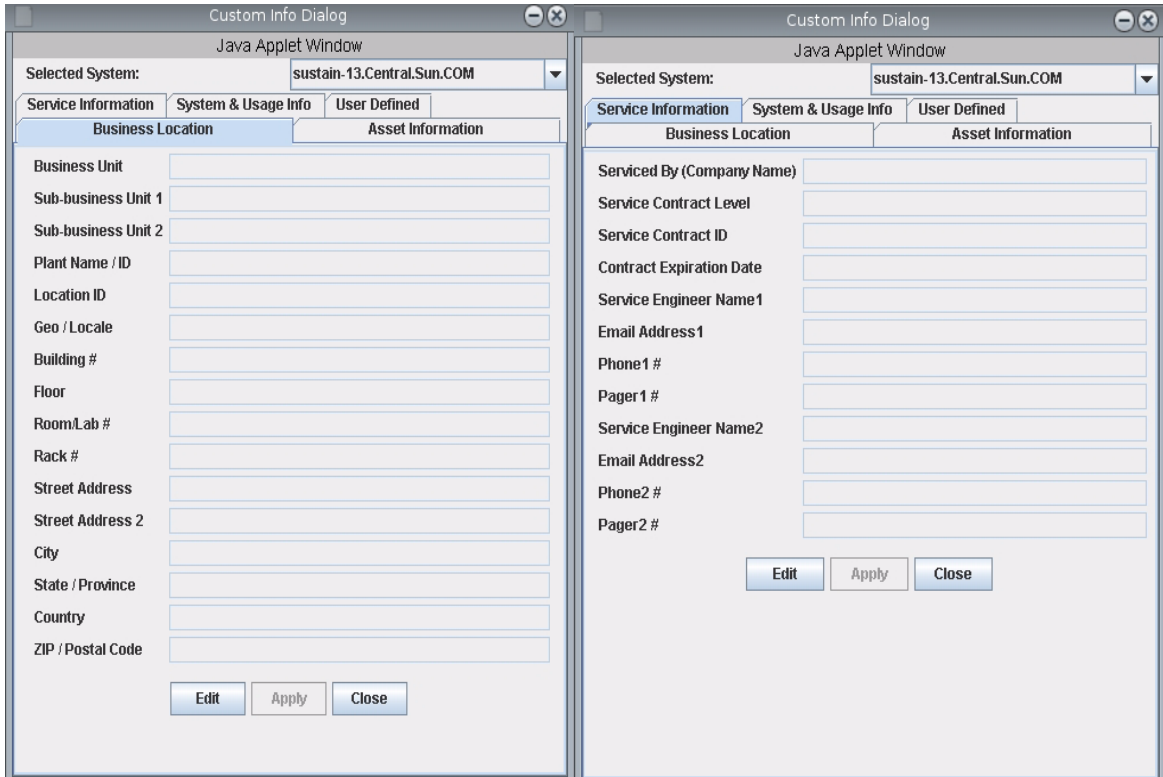 Custom Info Dialog
Java Applet Window
Selected System: sustain-13.Central.Sun.COM
Service Information System & Usage Info User Defined
Business Location Asset Information
Business Unit
Sub-business Unit 1
Sub-business Unit 2
Plant Name / ID
Location ID
Geo / Locale
Building #
Floor
Room/Lab #
Rack #
Street Address
Street Address 2
City
State / Province
Country
ZIP / Postal Code
Edit Apply Close
Custom Info Dialog
Java Applet Window
Selected System: sustain-13.Central.Sun.COM
Service Information System & Usage Info User Defined
Business Location Asset Information
Serviced By (Company Name)
Service Contract Level
Service Contract ID
Contract Expiration Date
Service Engineer Name1
Email Address1
Phone1 #
Pager1 #
Service Engineer Name2
Email Address2
Phone2 #
Pager2 #
Edit Apply Close